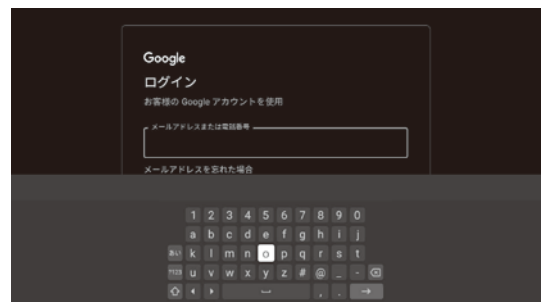 Google
ログイン
お客様の Google アカウントを使用
メールアドレスまたは電話番号
メールアドレスを忘れた場合
1 2 3 4 5 6 7 8 9 0
a b c d e f g h i j
あい k l m n o p q r s t
u v w x y z # @ _ -
, .